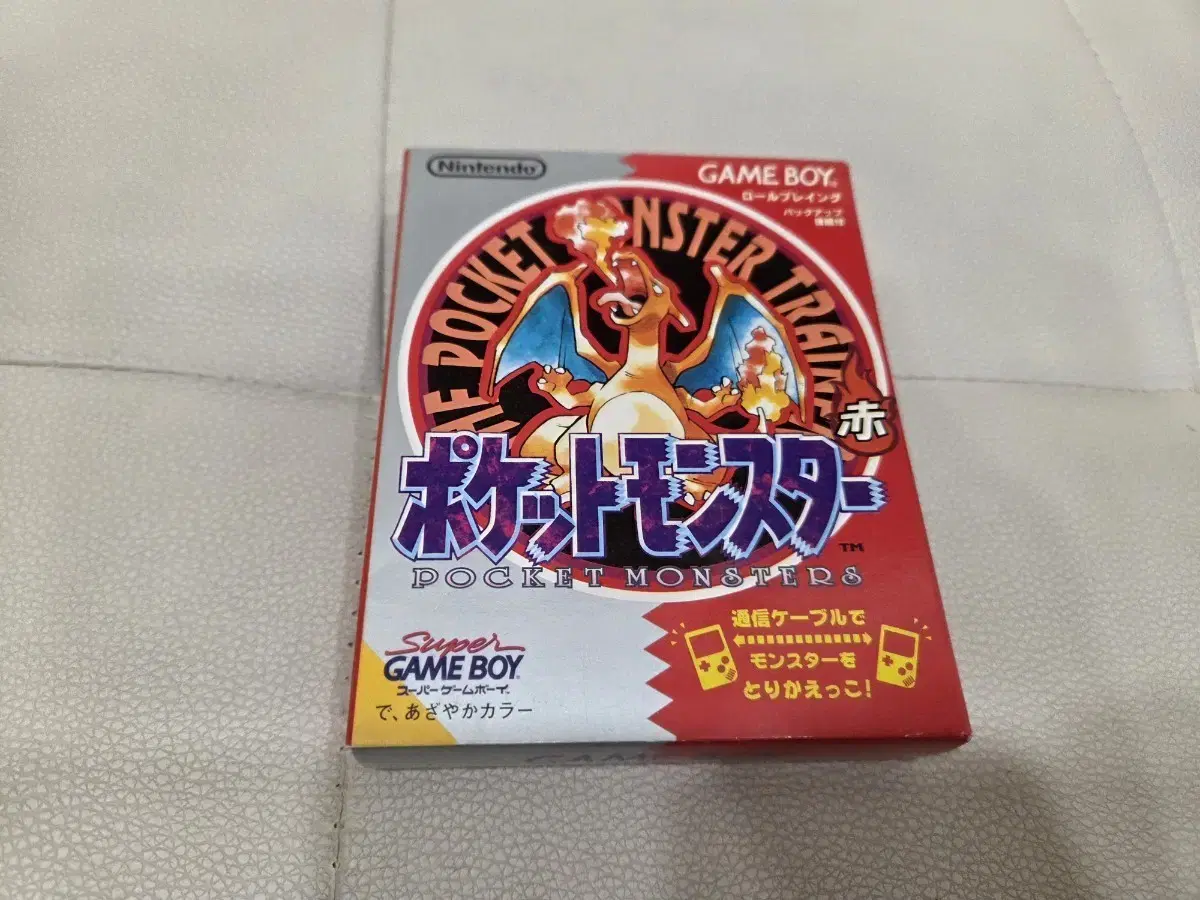 Nintendo
GAME BOY
ロールプレイング
バックアップ
機能付
POCKET MONSTER TRAINE
赤
ポケットモンスター
TM
POCKET MONSTERS
Super
GAME BOY
スーパーゲームボーイ
で、あざやかカラー
通信ケーブルで
モンスターを
とりかえっこ!